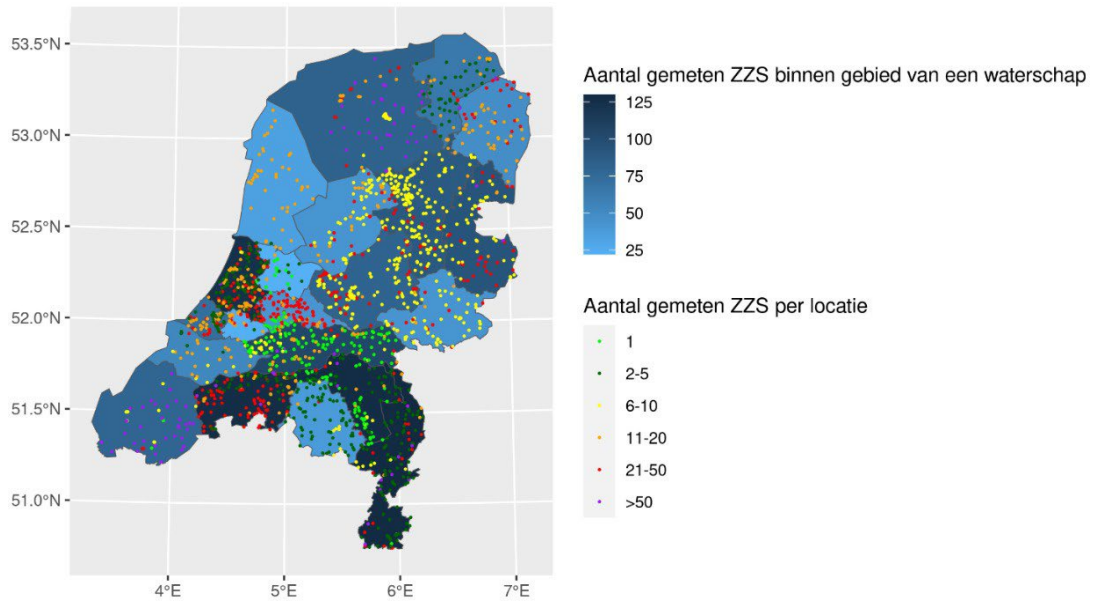 53.5°N
53.0°N
52.5°N
52.0°N
51.5°N
51.0°N
4°E 5°E 6°E 7°E
Aantal gemeten ZZS binnen gebied van een waterschap
125
100
75
50
25
Aantal gemeten ZZS per locatie
1
2-5
6-10
11-20
21-50
>50